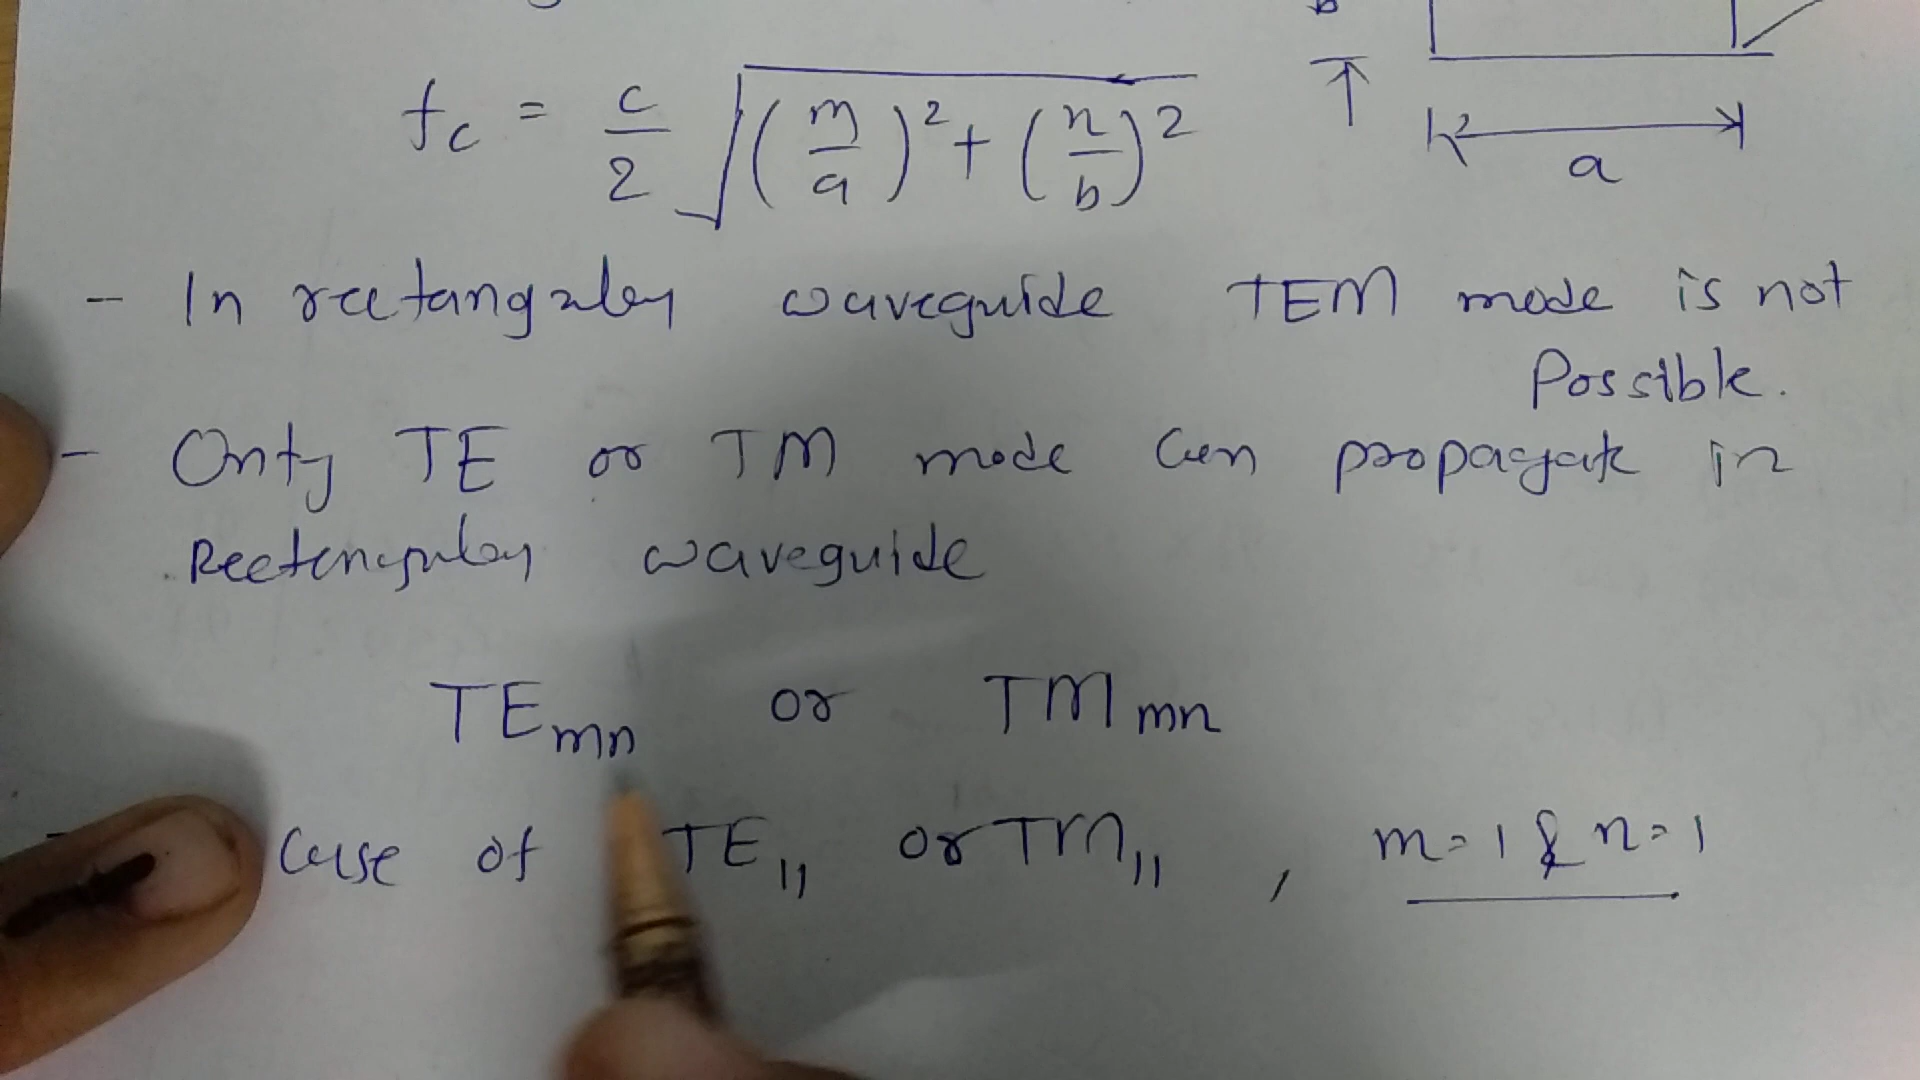 b
fc = c/2 √((m/a)² + (n/b)²)
a
- In rectangular waveguide TEM mode is not
Possible.
- Only TE or TM mode Can propagate in
Rectangular waveguide
TEmn or TMmn
Case of TE11 or TM11 , m=1 & n=1